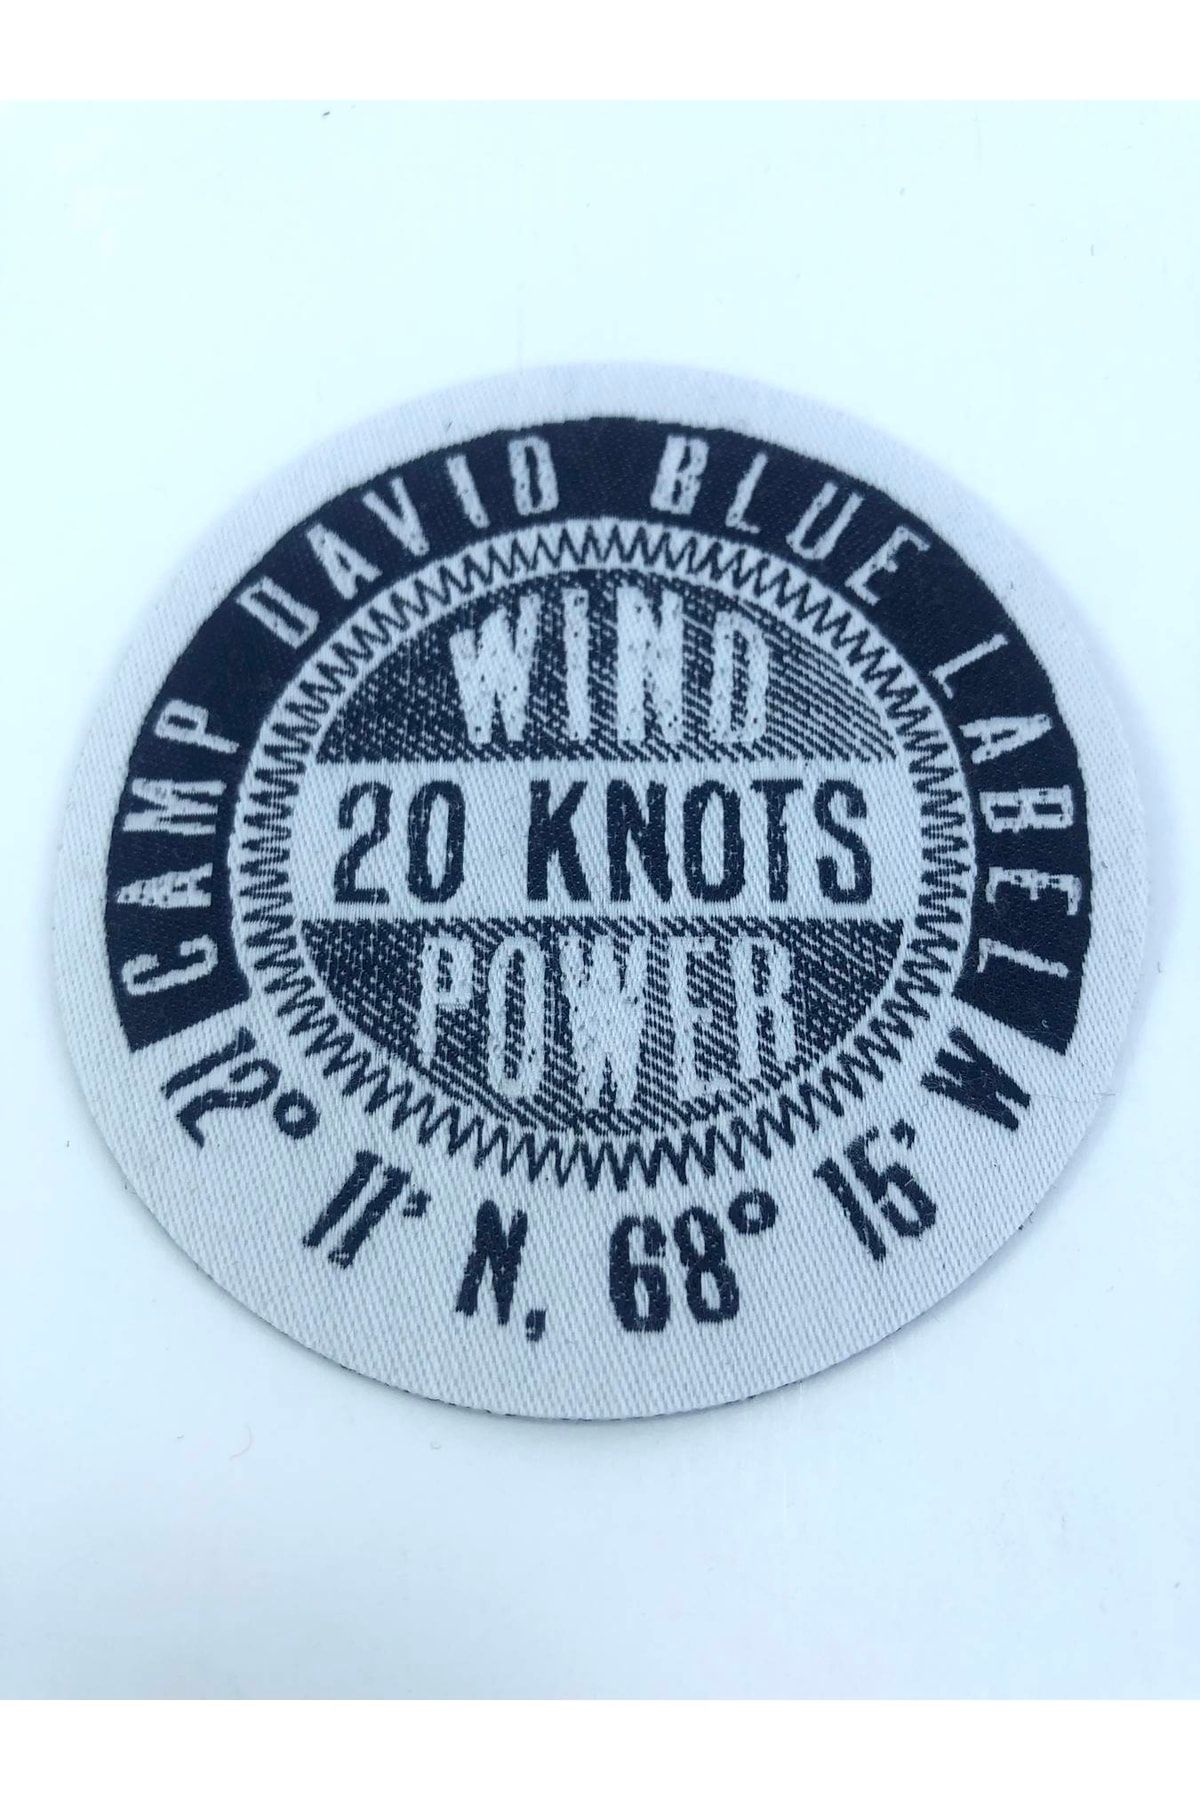 CAMP DAVID BLUE LABEL
WIND
20 KNOTS
POWER
12° 11' N, 68° 15' W